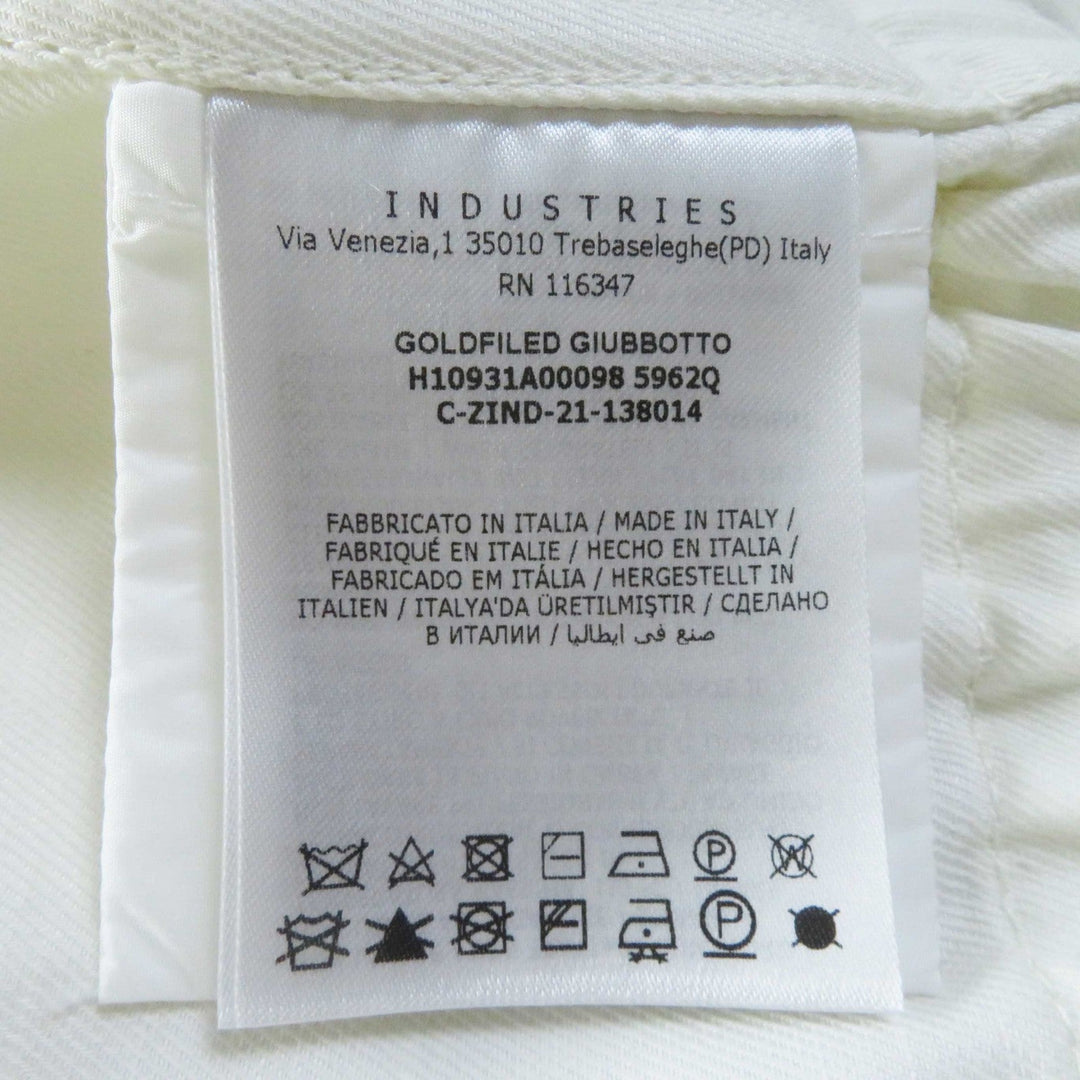 INDUSTRIES
Via Venezia,1 35010 Trebaseleghe(PD) Italy
RN 116347
GOLDFILED GIUBBOTTO
H10931A00098 5962Q
C-ZIND-21-138014
FABBRICATO IN ITALIA / MADE IN ITALY /
FABRIQUÉ EN ITALIE / HECHO EN ITALIA /
FABRICADO EM ITÁLIA / HERGESTELLT IN
ITALIEN / ITALYA'DA ÜRETILMIŞTIR / СДЕЛАНО
В ИТАЛИИ / صنع في ايطاليا
P W
P